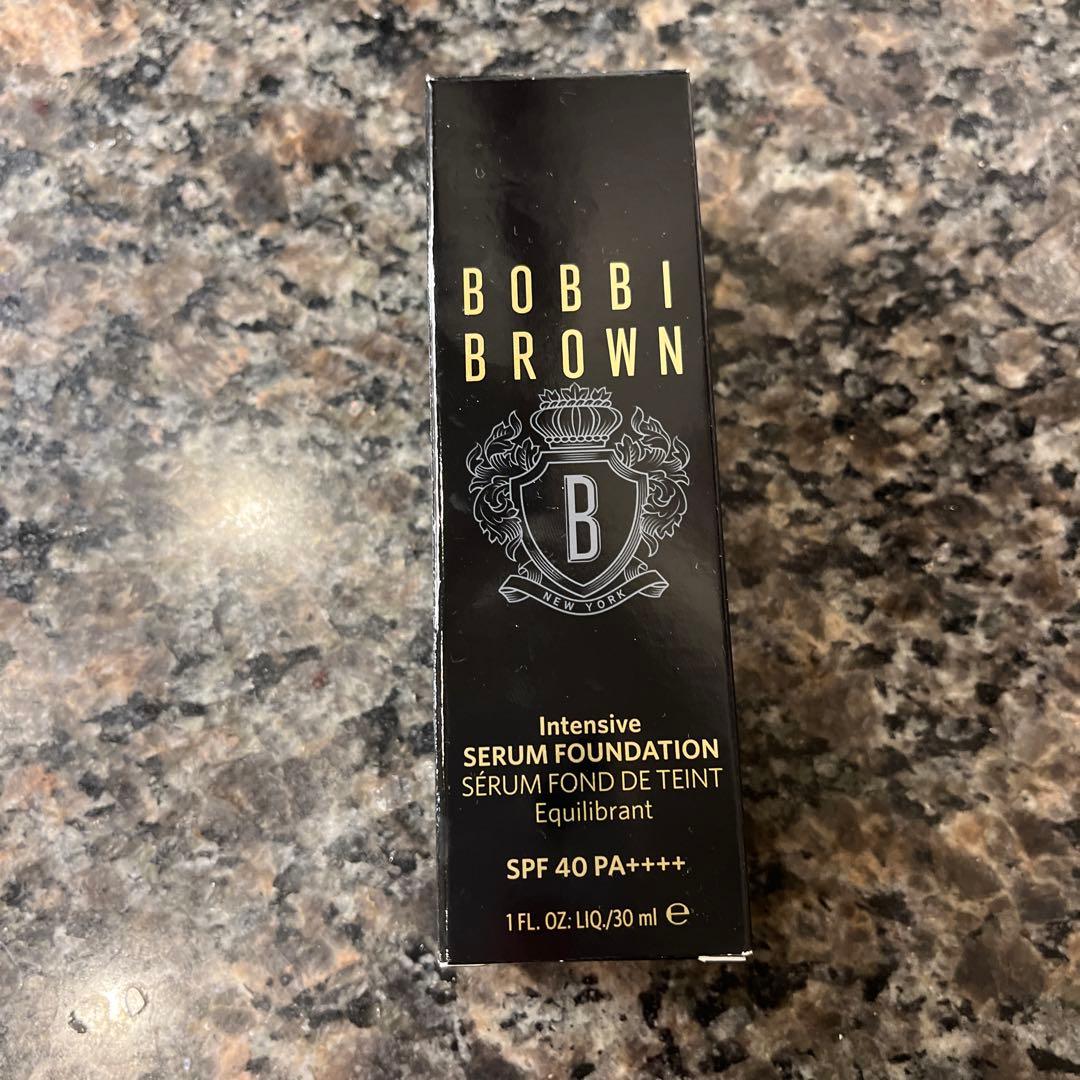 BOBBI
BROWN
B
NEW YORK
Intensive
SERUM FOUNDATION
SÉRUM FOND DE TEINT
Equilibrant
SPF 40 PA++++
1 FL. OZ: LIQ./30 ml ℮